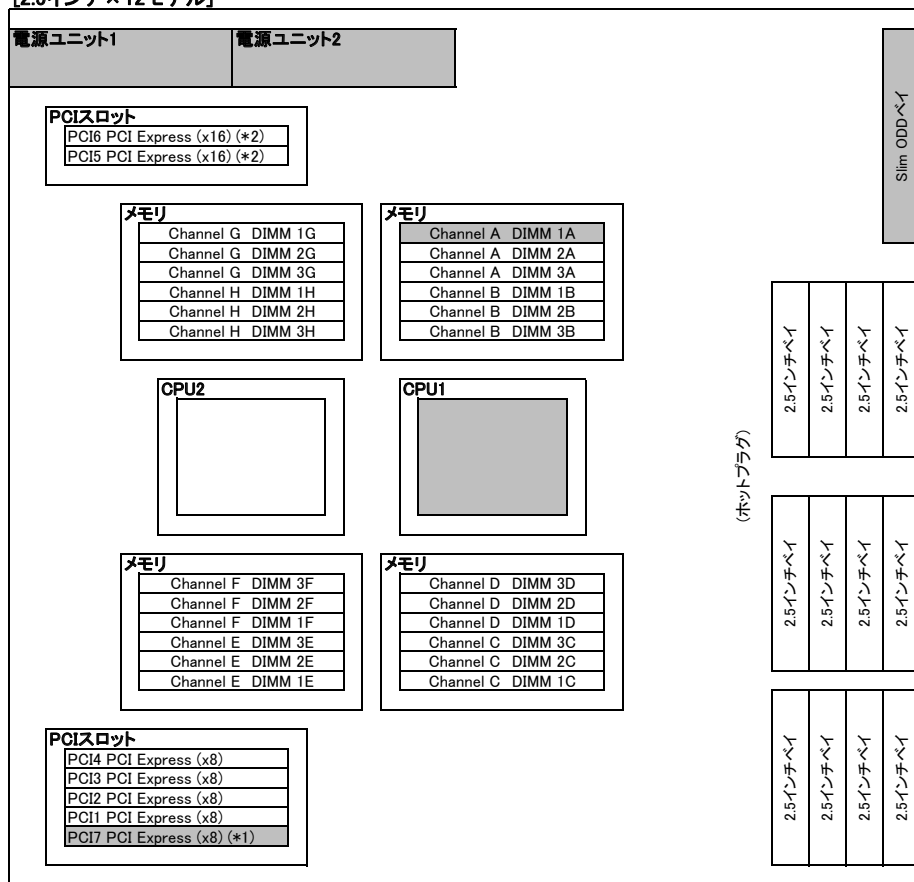 [2.5インチ×12モデル]
電源ユニット1
電源ユニット2
Slim ODDベイ
PCIスロット
PCI6 PCI Express (x16) (*2)
PCI5 PCI Express (x16) (*2)
メモリ
Channel G DIMM 1G
Channel G DIMM 2G
Channel G DIMM 3G
Channel H DIMM 1H
Channel H DIMM 2H
Channel H DIMM 3H
メモリ
Channel A DIMM 1A
Channel A DIMM 2A
Channel A DIMM 3A
Channel B DIMM 1B
Channel B DIMM 2B
Channel B DIMM 3B
2.5インチベイ
2.5インチベイ
2.5インチベイ
2.5インチベイ
CPU2
CPU1
(ホットプラグ)
2.5インチベイ
2.5インチベイ
2.5インチベイ
2.5インチベイ
メモリ
Channel F DIMM 3F
Channel F DIMM 2F
Channel F DIMM 1F
Channel E DIMM 3E
Channel E DIMM 2E
Channel E DIMM 1E
メモリ
Channel D DIMM 3D
Channel D DIMM 2D
Channel D DIMM 1D
Channel C DIMM 3C
Channel C DIMM 2C
Channel C DIMM 1C
2.5インチベイ
2.5インチベイ
2.5インチベイ
2.5インチベイ
PCIスロット
PCI4 PCI Express (x8)
PCI3 PCI Express (x8)
PCI2 PCI Express (x8)
PCI1 PCI Express (x8)
PCI7 PCI Express (x8) (*1)